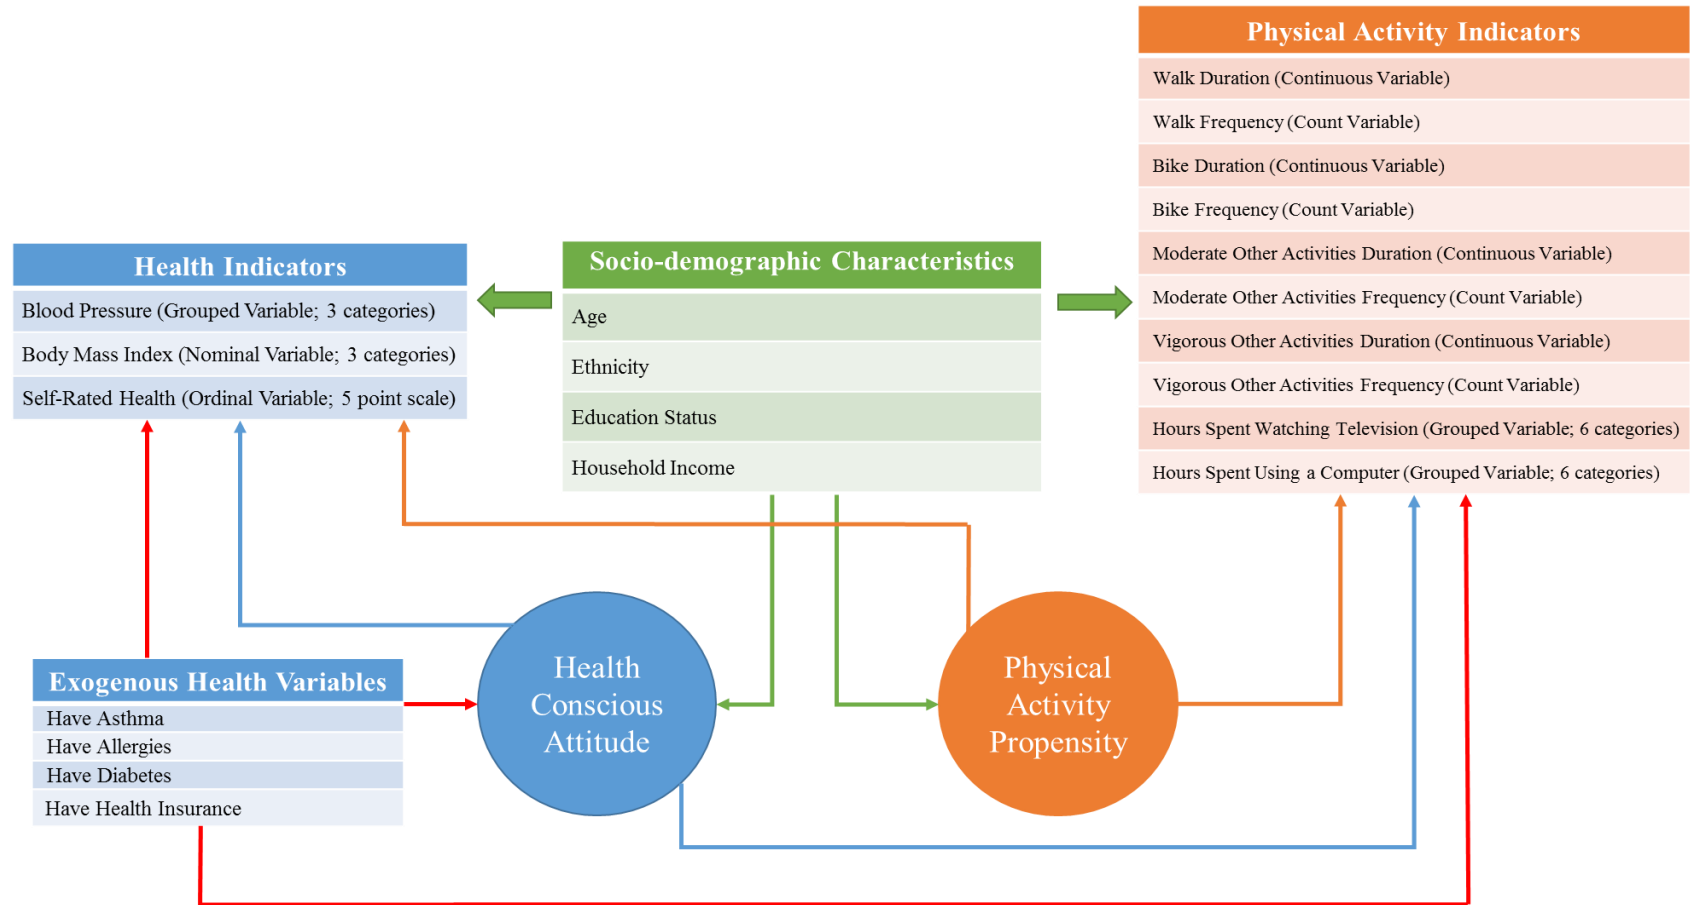 Physical Activity Indicators
Walk Duration (Continuous Variable)
Walk Frequency (Count Variable)
Bike Duration (Continuous Variable)
Bike Frequency (Count Variable)
Moderate Other Activities Duration (Continuous Variable)
Moderate Other Activities Frequency (Count Variable)
Vigorous Other Activities Duration (Continuous Variable)
Vigorous Other Activities Frequency (Count Variable)
Hours Spent Watching Television (Grouped Variable; 6 categories)
Hours Spent Using a Computer (Grouped Variable; 6 categories)
Health Indicators
Blood Pressure (Grouped Variable; 3 categories)
Body Mass Index (Nominal Variable; 3 categories)
Self-Rated Health (Ordinal Variable; 5 point scale)
Socio-demographic Characteristics
Age
Ethnicity
Education Status
Household Income
Exogenous Health Variables
Have Asthma
Have Allergies
Have Diabetes
Have Health Insurance
Health
Conscious
Attitude
Physical
Activity
Propensity